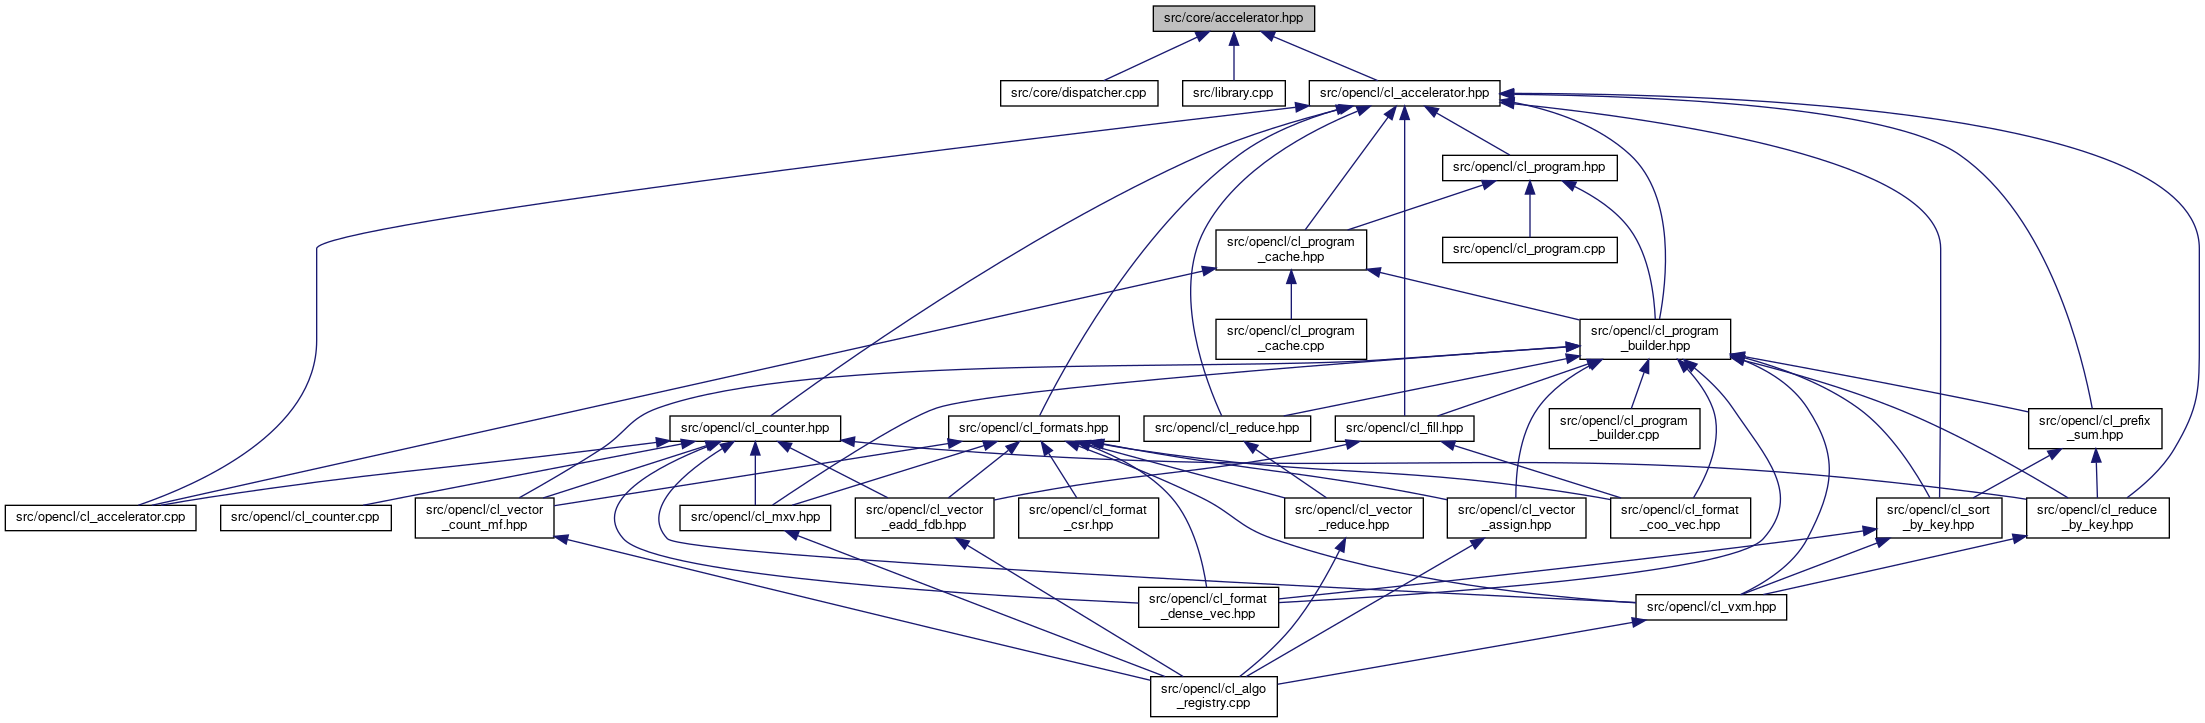 src/core/accelerator.hpp
src/core/dispatcher.cpp
src/library.cpp
src/opencl/cl_accelerator.hpp
src/opencl/cl_program.hpp
src/opencl/cl_program
_cache.hpp
src/opencl/cl_program.cpp
src/opencl/cl_program
_cache.cpp
src/opencl/cl_program
_builder.hpp
src/opencl/cl_counter.hpp
src/opencl/cl_formats.hpp
src/opencl/cl_reduce.hpp
src/opencl/cl_fill.hpp
src/opencl/cl_program
_builder.cpp
src/opencl/cl_prefix
_sum.hpp
src/opencl/cl_accelerator.cpp
src/opencl/cl_counter.cpp
src/opencl/cl_vector
_count_mf.hpp
src/opencl/cl_mxv.hpp
src/opencl/cl_vector
_eadd_fdb.hpp
src/opencl/cl_format
_csr.hpp
src/opencl/cl_vector
_reduce.hpp
src/opencl/cl_vector
_assign.hpp
src/opencl/cl_format
_coo_vec.hpp
src/opencl/cl_sort
_by_key.hpp
src/opencl/cl_reduce
_by_key.hpp
src/opencl/cl_format
_dense_vec.hpp
src/opencl/cl_vxm.hpp
src/opencl/cl_algo
_registry.cpp